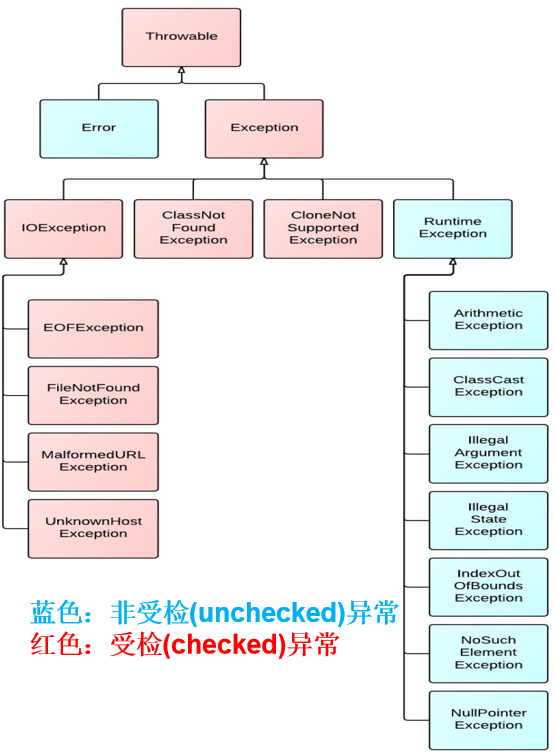 Throwable
Error
Exception
IOException
ClassNot
Found
Exception
CloneNot
Supported
Exception
Runtime
Exception
EOFException
FileNotFound
Exception
MalformedURL
Exception
UnknownHost
Exception
Arithmetic
Exception
ClassCast
Exception
Illegal
Argument
Exception
Illegal
State
Exception
IndexOut
OfBounds
Exception
NoSuch
Element
Exception
NullPointer
Exception
蓝色：非受检(unchecked)异常
红色：受检(checked)异常